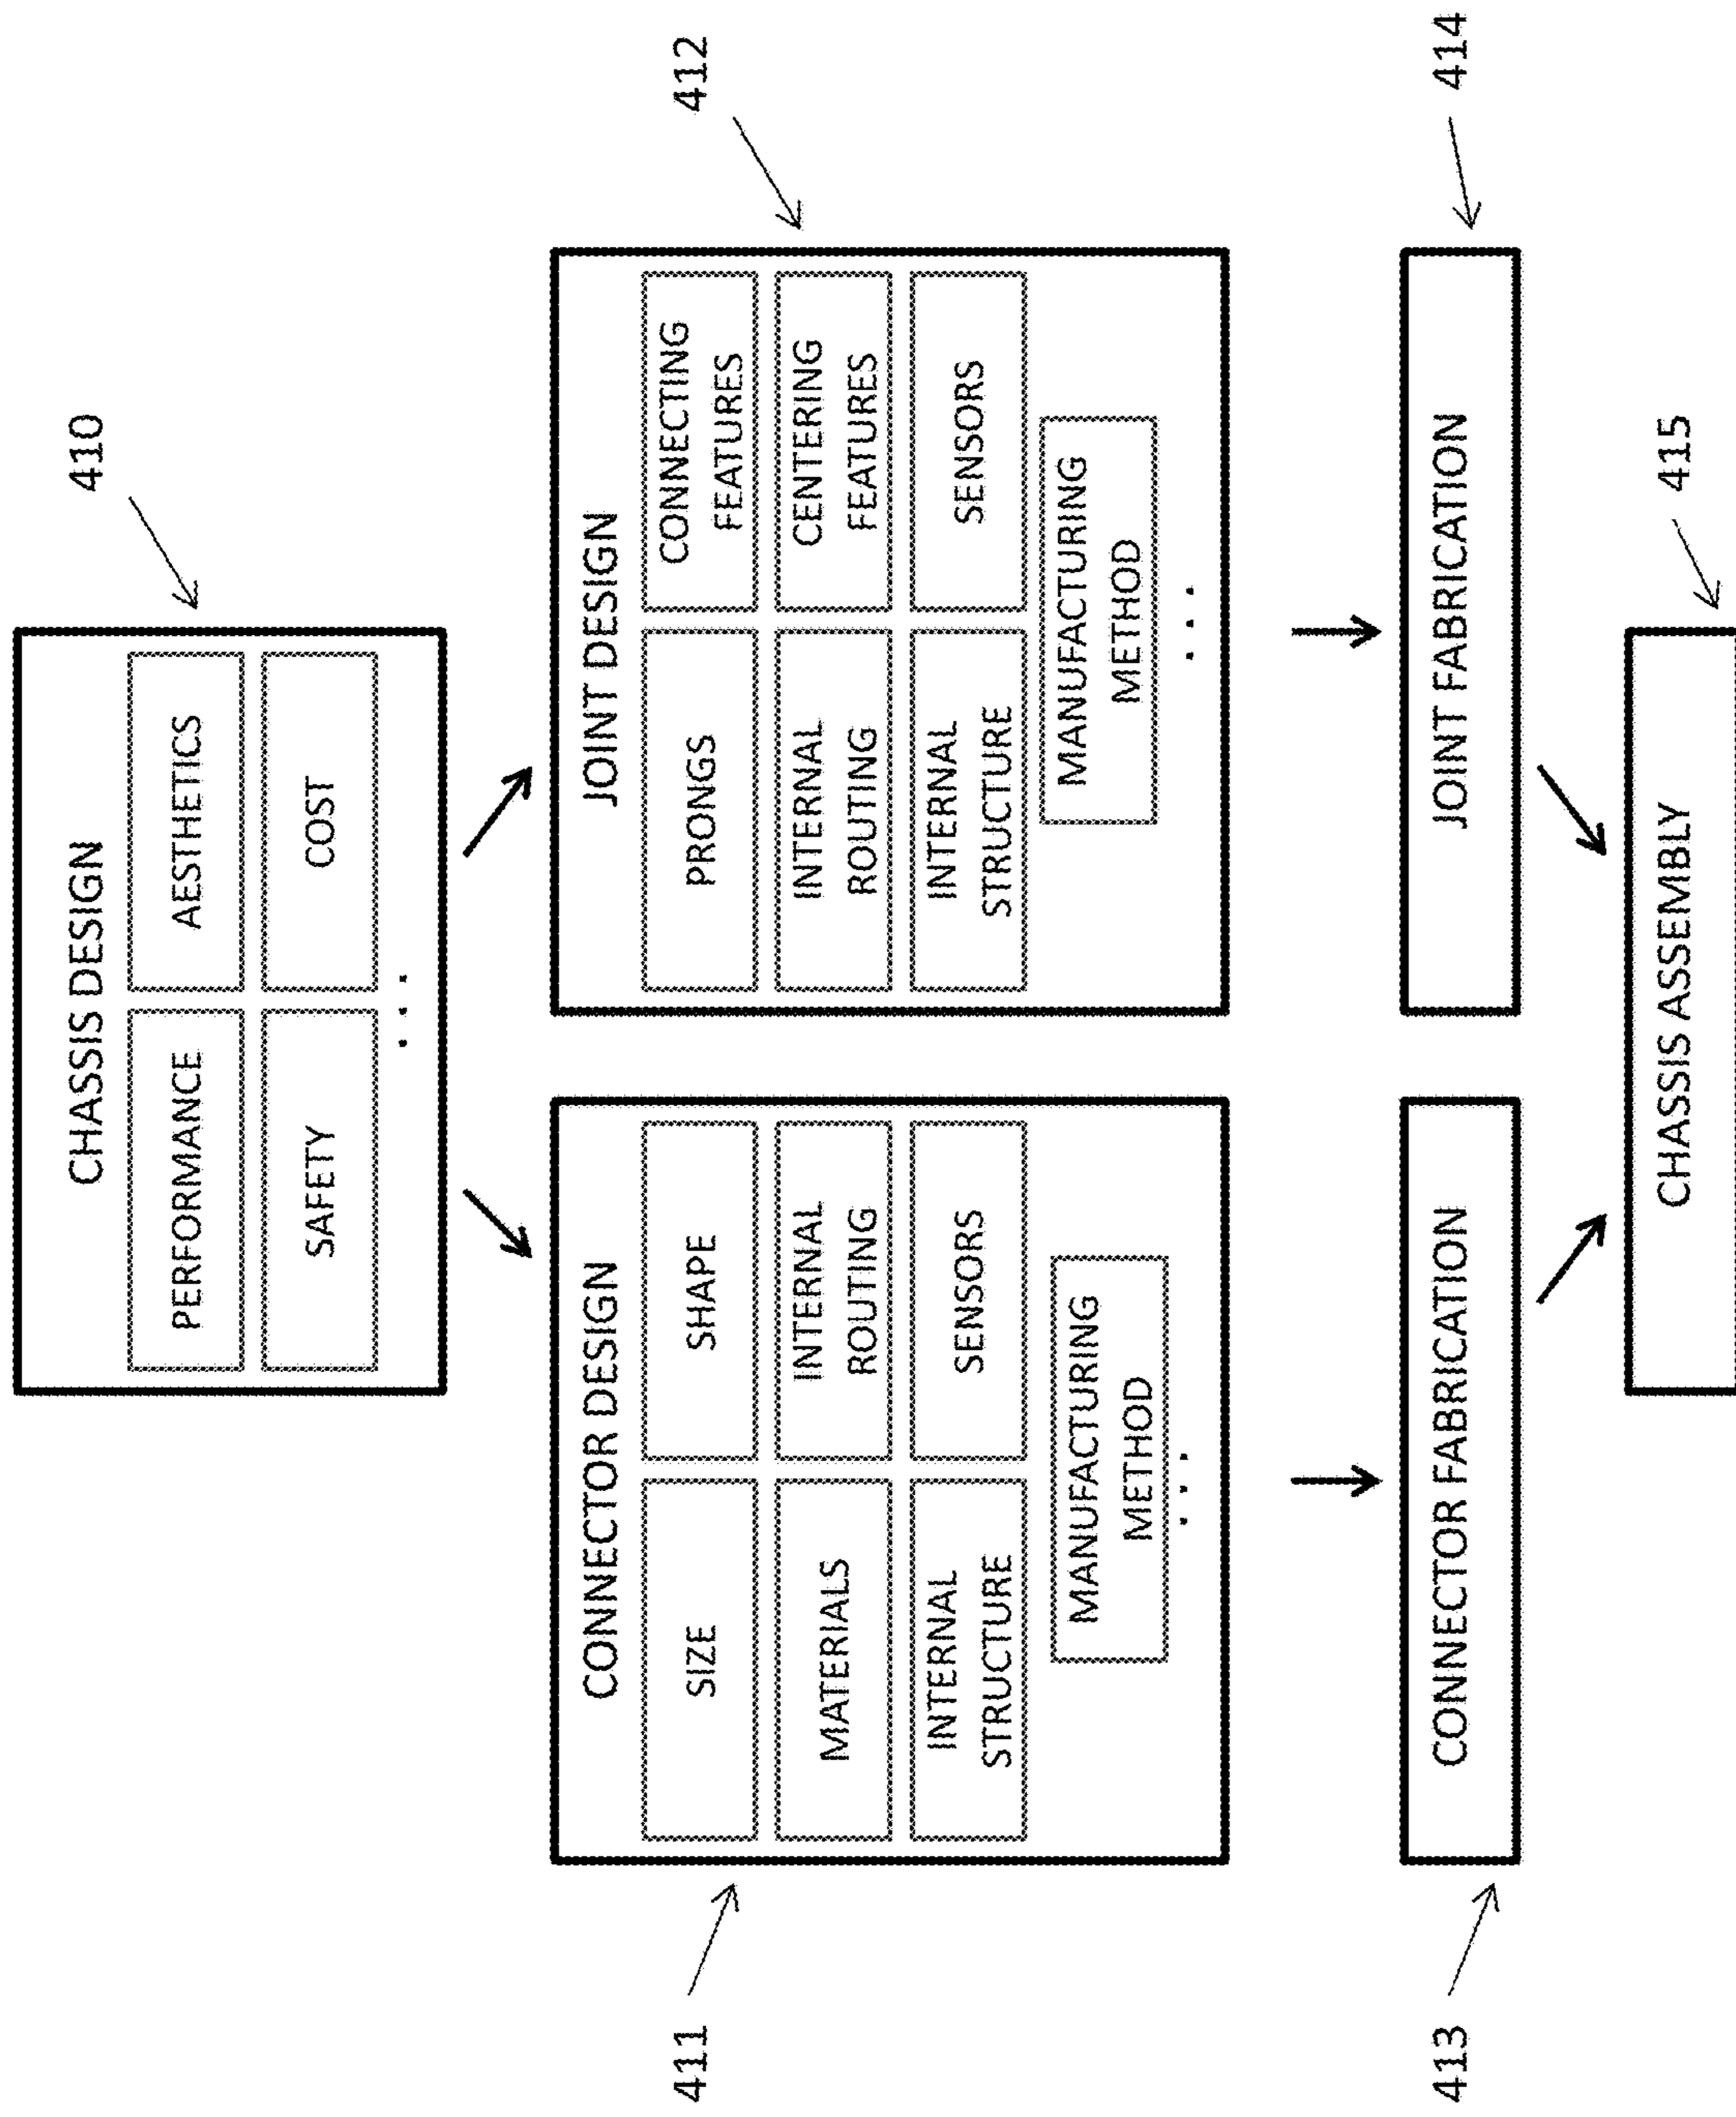 410
CHASSIS DESIGN
PERFORMANCE
AESTHETICS
SAFETY
COST
. . .
411
CONNECTOR DESIGN
SIZE
SHAPE
MATERIALS
INTERNAL
ROUTING
INTERNAL
STRUCTURE
SENSORS
MANUFACTURING
METHOD
. . .
412
JOINT DESIGN
PRONGS
CONNECTING
FEATURES
INTERNAL
ROUTING
CENTERING
FEATURES
INTERNAL
STRUCTURE
SENSORS
MANUFACTURING
METHOD
. . .
413
CONNECTOR FABRICATION
JOINT FABRICATION
414
CHASSIS ASSEMBLY
415